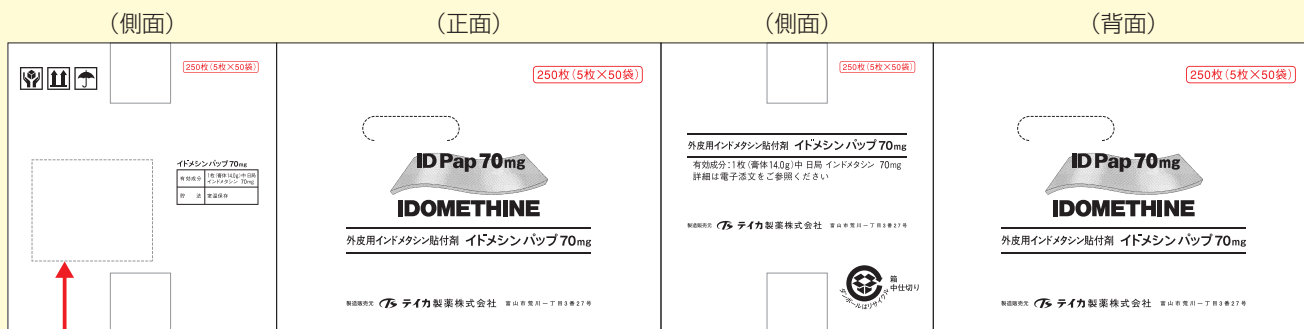 (側面)
(正面)
(側面)
(背面)
250枚(5枚×50袋)
イドメシンパップ70mg
有効成分
1枚(膏体14.0g)中 日局
インドメタシン 70mg
貯 法
室温保存
250枚(5枚×50袋)
ID Pap 70mg
IDOMETHINE
外皮用インドメタシン貼付剤 イドメシンパップ70mg
製造販売元 テイカ製薬株式会社 富山市荒川一丁目3番27号
250枚(5枚×50袋)
外皮用インドメタシン貼付剤 イドメシンパップ70mg
有効成分:1枚(膏体14.0g)中 日局 インドメタシン 70mg
詳細は電子添文をご参照ください
製造販売元 テイカ製薬株式会社 富山市荒川一丁目3番27号
箱
中仕切り
ダンボールはリサイクル
250枚(5枚×50袋)
ID Pap 70mg
IDOMETHINE
外皮用インドメタシン貼付剤 イドメシンパップ70mg
製造販売元 テイカ製薬株式会社 富山市荒川一丁目3番27号